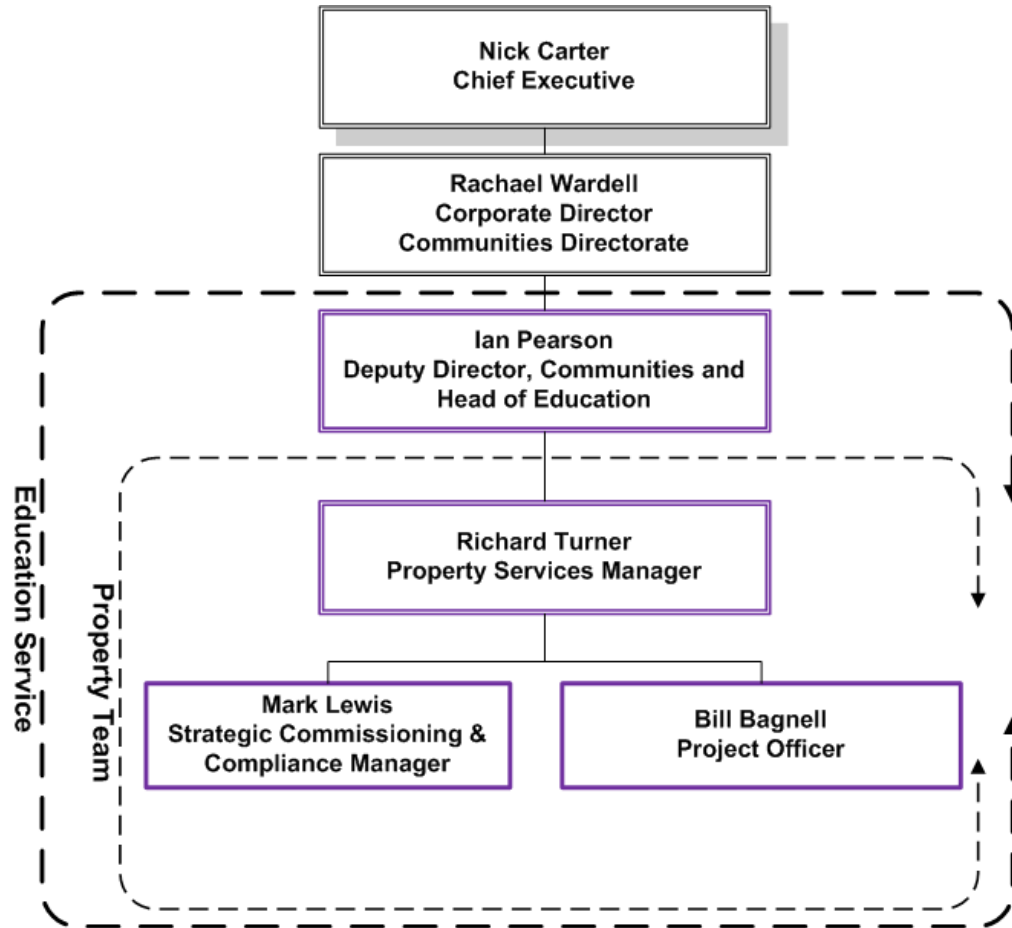 Nick Carter
Chief Executive
Rachael Wardell
Corporate Director
Communities Directorate
Ian Pearson
Deputy Director, Communities and
Head of Education
Education Service
Property Team
Richard Turner
Property Services Manager
Mark Lewis
Strategic Commissioning &
Compliance Manager
Bill Bagnell
Project Officer